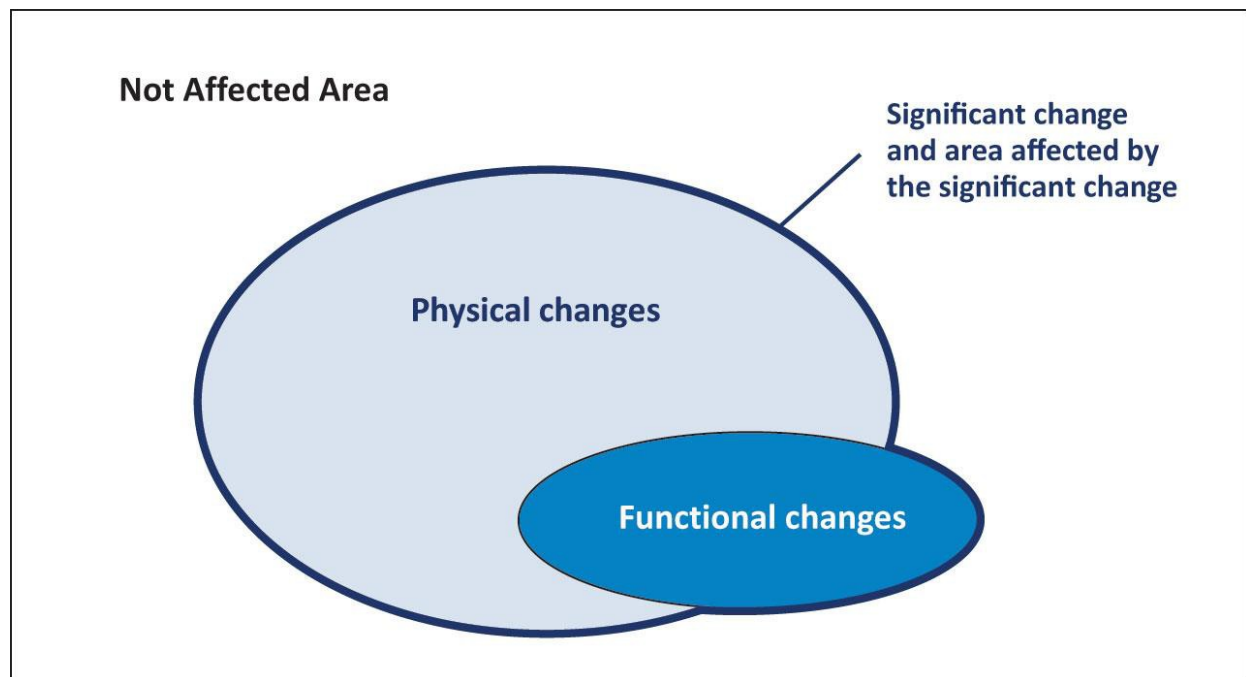 Not Affected Area
Significant change
and area affected by
the significant change
Physical changes
Functional changes